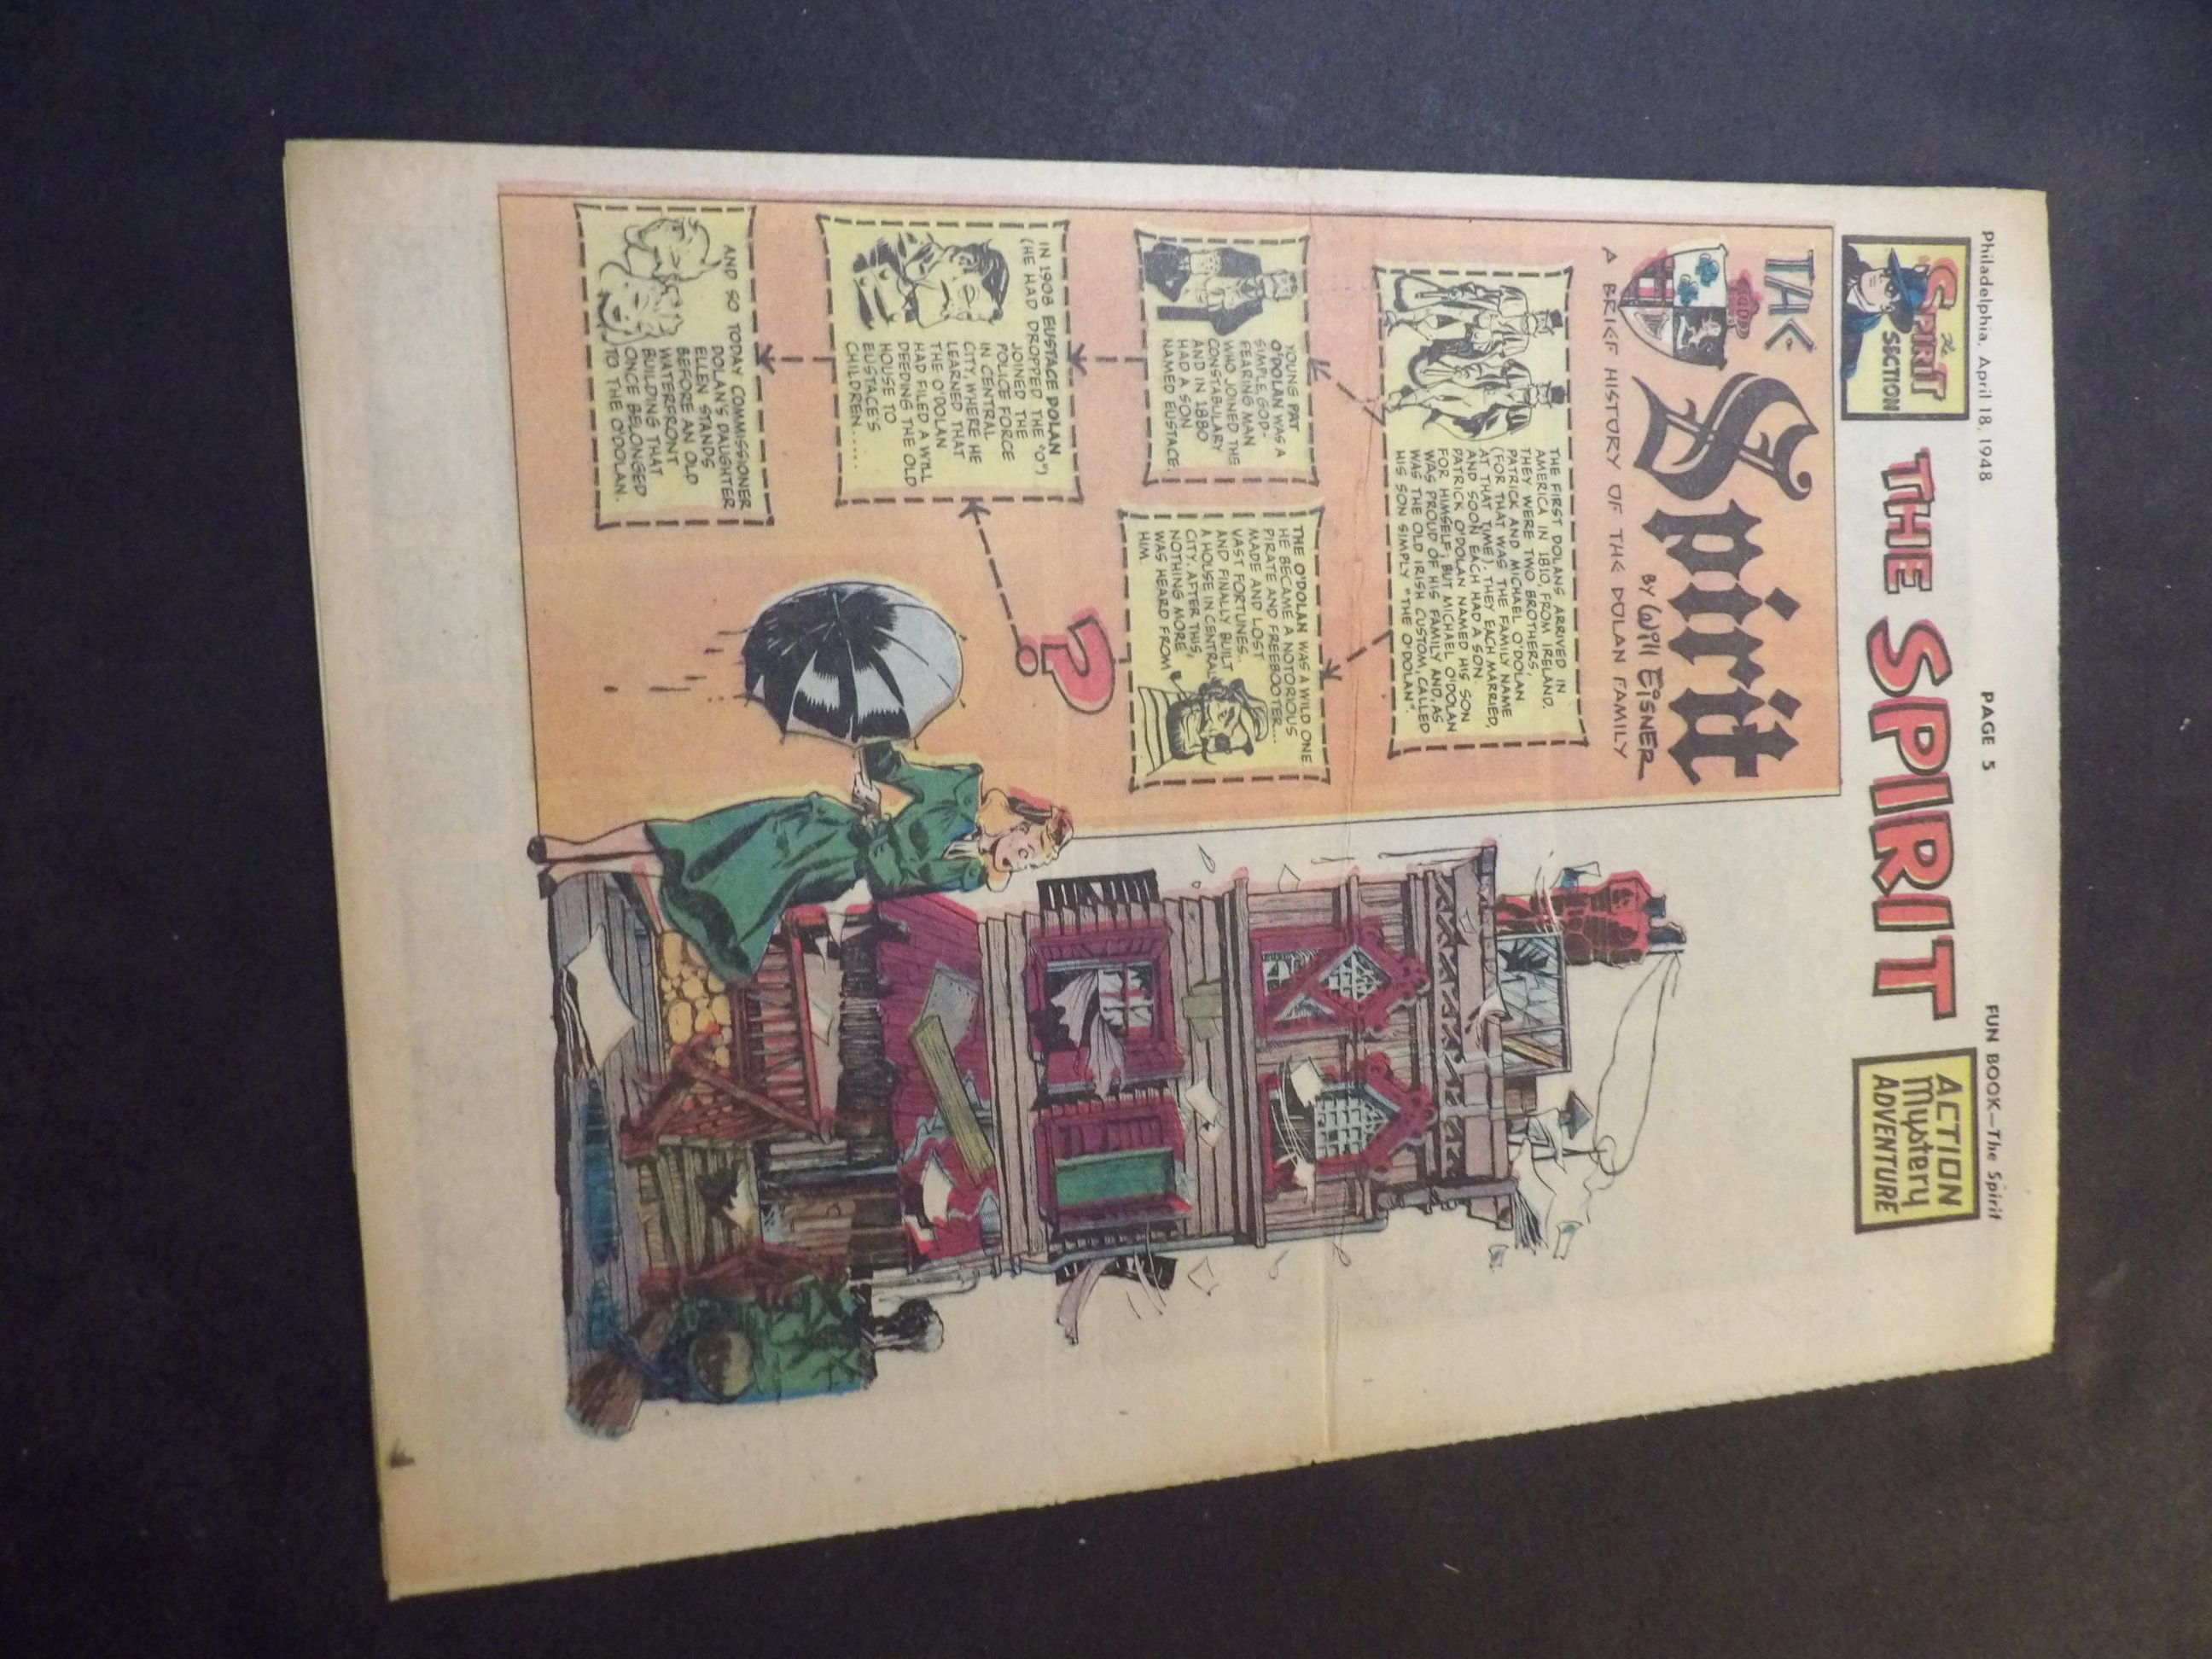 Philadelphia, April 18, 1948 PAGE 5 FUN BOOK—The Spirit
The SPIRIT SECTION
THE SPIRIT
ACTION
Mystery
ADVENTURE
THE Spirit
BY Will EiSNER
A BRIEF HISTORY OF THE DOLAN FAMILY
THE FIRST DOLANS ARRIVED IN
AMERICA IN 1810, FROM IRELAND.
THEY WERE TWO BROTHERS,
PATRICK AND MICHAEL O'DOLAN
(FOR THAT WAS THE FAMILY NAME
AT THAT TIME). THEY EACH MARRIED,
AND SOON EACH HAD A SON.
PATRICK O'DOLAN NAMED HIS SON
FOR HIMSELF; BUT MICHAEL O'DOLAN
WAS PROUD OF HIS FAMILY AND, AS
WAS THE OLD IRISH CUSTOM, CALLED
HIS SON SIMPLY "THE O'DOLAN".
YOUNG PAT
O'DOLAN WAS A
SIMPLE, GOD-
FEARING MAN
WHO JOINED THE
CONSTABULARY
AND IN 1880
HAD A SON
NAMED EUSTACE.
THE O'DOLAN WAS A WILD ONE
HE BECAME A NOTORIOUS
PIRATE AND FREEBOOTER...
MADE AND LOST
VAST FORTUNES...
AND FINALLY BUILT
A HOUSE IN CENTRAL
CITY. AFTER THIS,
NOTHING MORE
WAS HEARD FROM
HIM.
?
IN 1908 EUSTACE DOLAN
(HE HAD DROPPED THE "O")
JOINED THE
POLICE FORCE
IN CENTRAL
CITY, WHERE HE
LEARNED THAT
THE O'DOLAN
HAD FILED A WILL
DEEDING THE OLD
HOUSE TO
EUSTACE'S
CHILDREN.....
AND SO TODAY COMMISSIONER
DOLAN'S DAUGHTER
ELLEN STANDS
BEFORE AN OLD
WATERFRONT
BUILDING THAT
ONCE BELONGED
TO THE O'DOLAN.